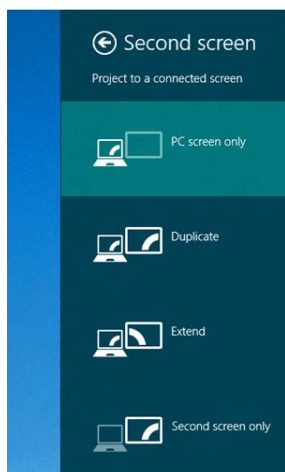 Second screen
Project to a connected screen
PC screen only
Duplicate
Extend
Second screen only